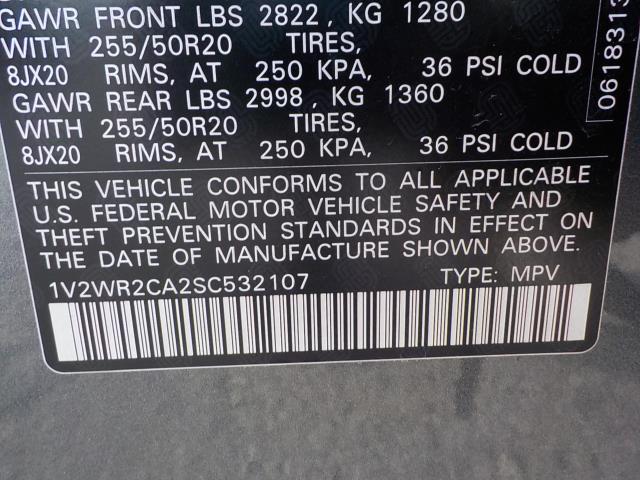 GAWR FRONT LBS 2822, KG 1280
WITH 255/50R20 TIRES,
8JX20 RIMS, AT 250 KPA, 36 PSI COLD
GAWR REAR LBS 2998, KG 1360
WITH 255/50R20 TIRES,
8JX20 RIMS, AT 250 KPA, 36 PSI COLD
THIS VEHICLE CONFORMS TO ALL APPLICABLE
U.S. FEDERAL MOTOR VEHICLE SAFETY AND
THEFT PREVENTION STANDARDS IN EFFECT ON
THE DATE OF MANUFACTURE SHOWN ABOVE.
1V2WR2CA2SC532107 TYPE: MPV
0618313